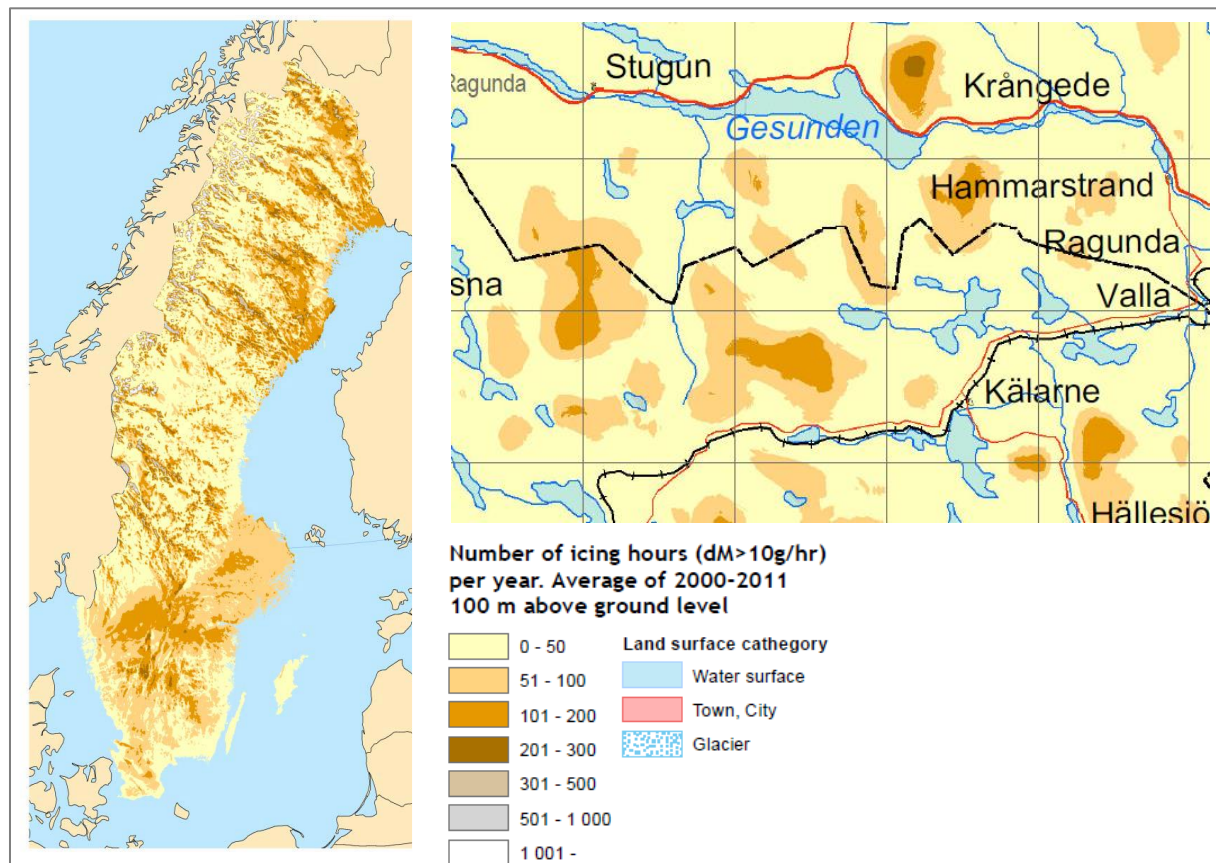 Stugun
Ragunda
Krångede
Gesunden
Hammarstrand
Ragunda
sna
Valla
Kälarne
Hällesjö
Number of icing hours (dM>10g/hr)
per year. Average of 2000-2011
100 m above ground level
0 - 50
51 - 100
101 - 200
201 - 300
301 - 500
501 - 1 000
1 001 -
Land surface cathegory
Water surface
Town, City
Glacier